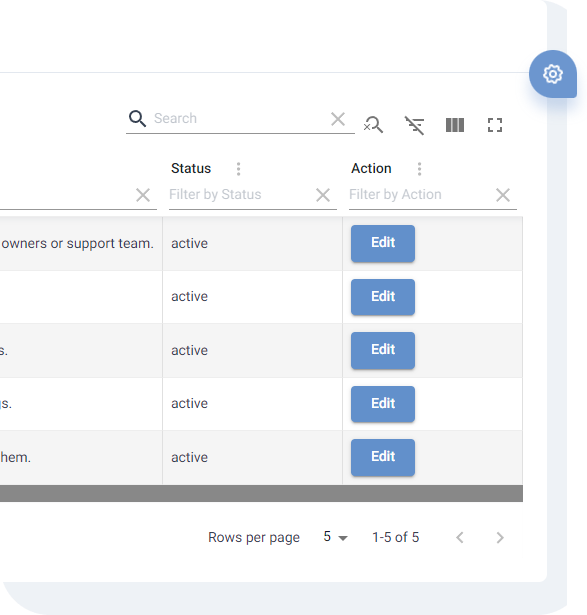 Search
Status Action
Filter by Status Filter by Action
owners or support team. active Edit
active Edit
s. active Edit
gs. active Edit
hem. active Edit
Rows per page 5 1-5 of 5